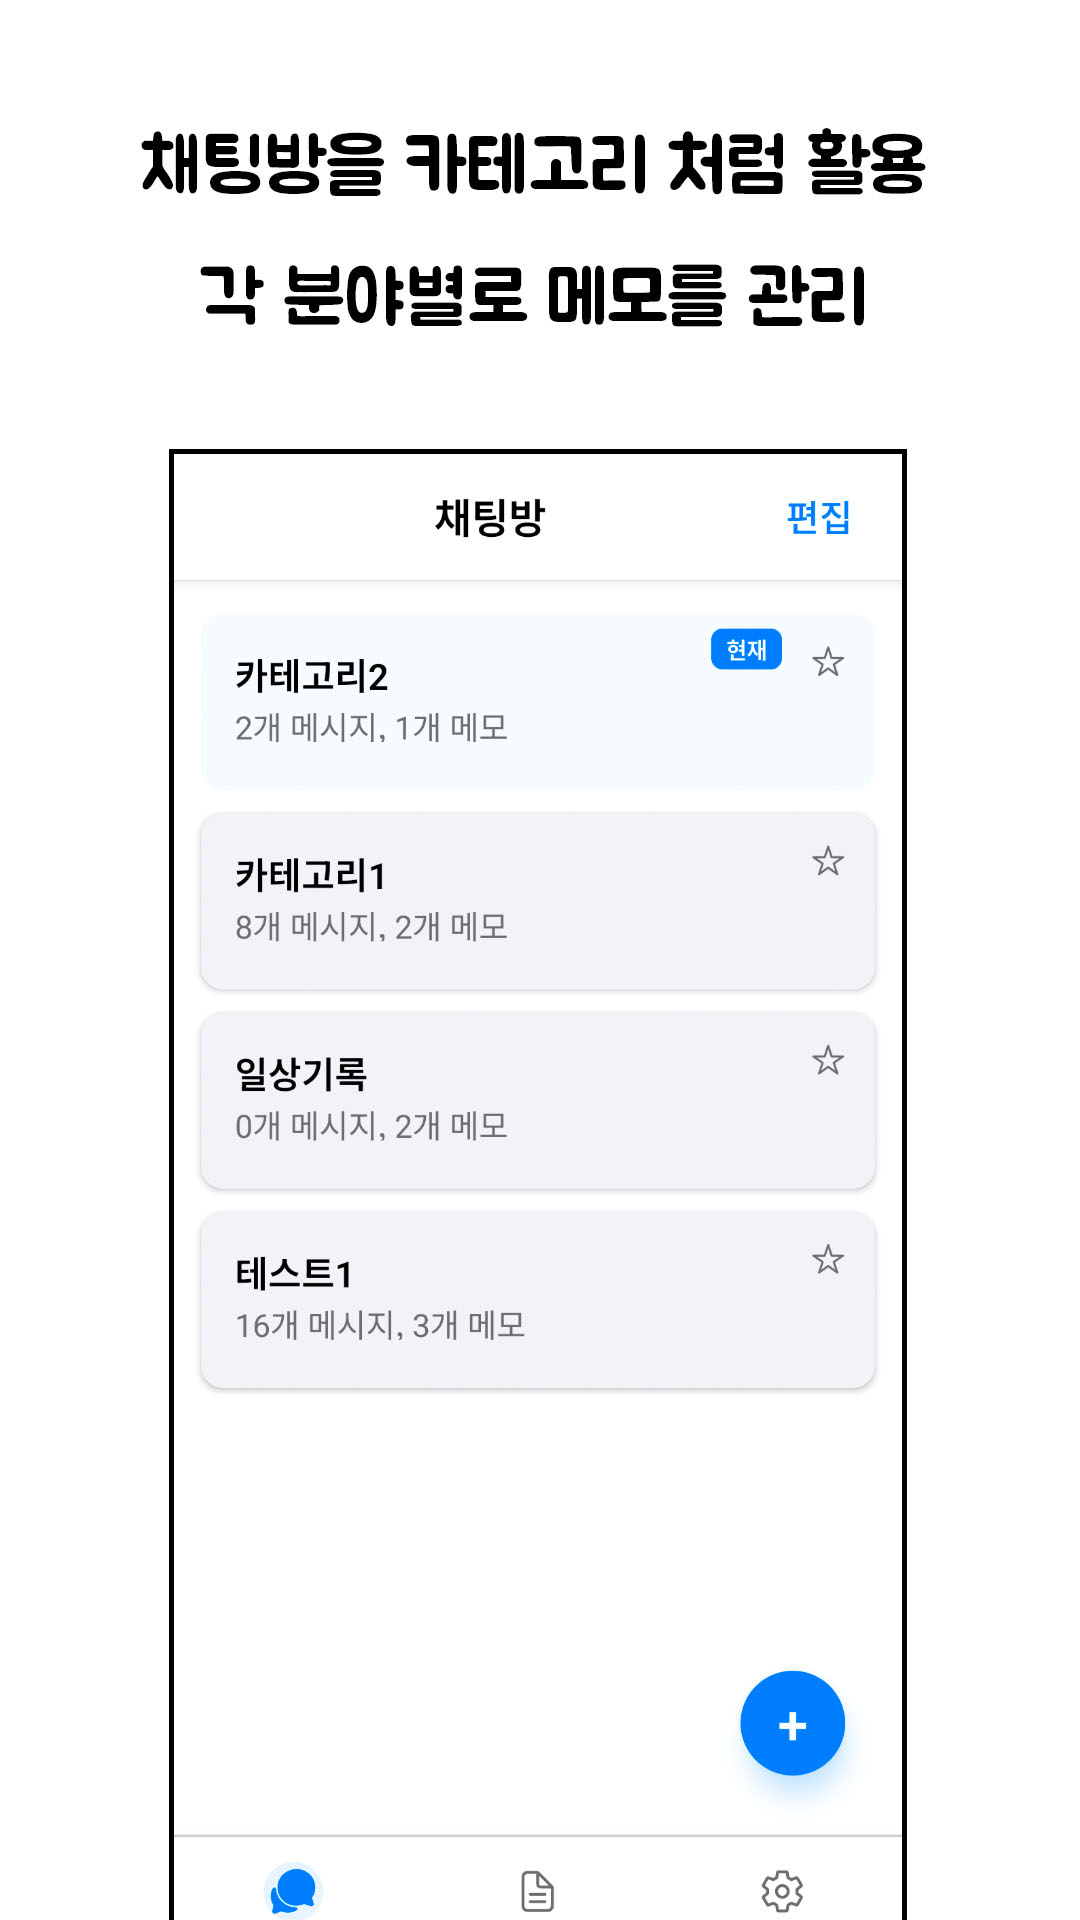 채팅방을 카테고리 처럼 활용
각 분야별로 메모를 관리
채팅방
편집
현재
카테고리2
2개 메시지, 1개 메모
카테고리1
8개 메시지, 2개 메모
일상기록
0개 메시지, 2개 메모
테스트1
16개 메시지, 3개 메모
+